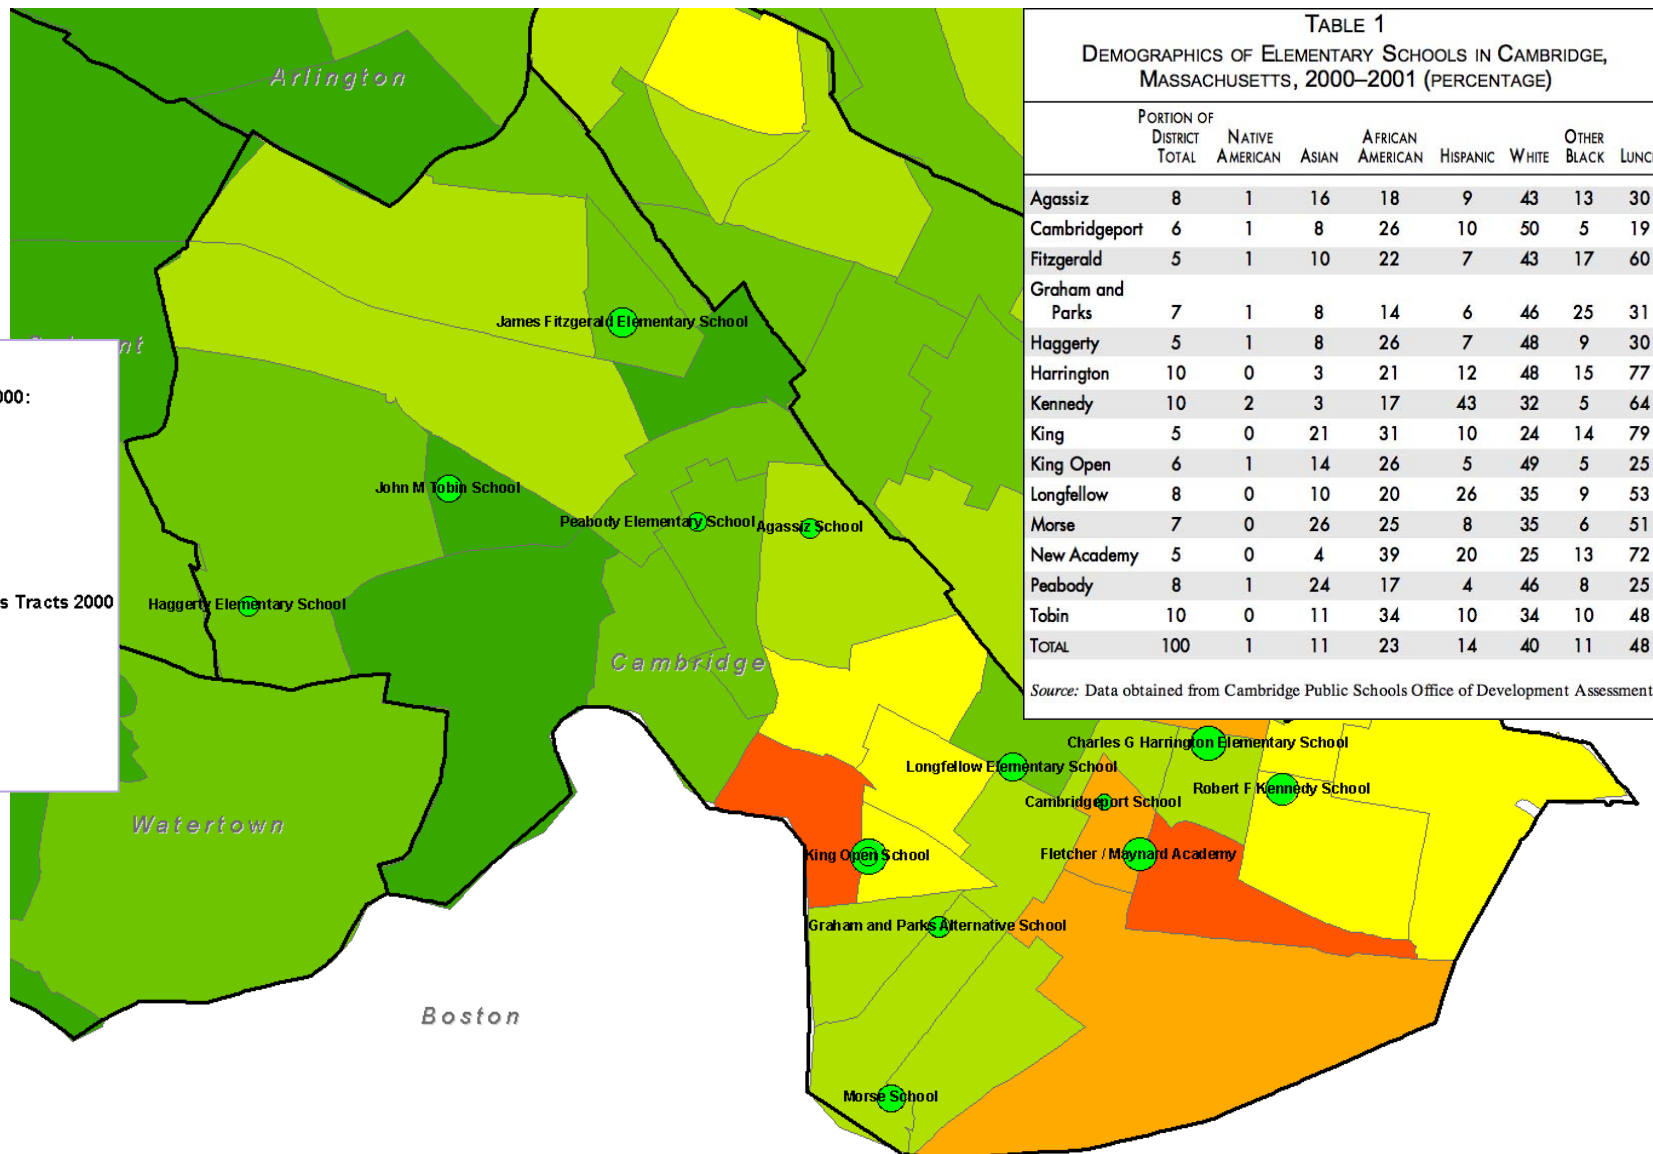 Arlington
nt
James Fitzgerald Elementary School
000:
John M Tobin School
Peabody Elementary School
Agassiz School
s Tracts 2000
Haggerty Elementary School
Cambridge
Charles G Harrington Elementary School
Longfellow Elementary School
Robert F Kennedy School
Cambridgeport School
Watertown
King Open School
Fletcher / Maynard Academy
Graham and Parks Alternative School
Boston
Morse School
TABLE 1
DEMOGRAPHICS OF ELEMENTARY SCHOOLS IN CAMBRIDGE,
MASSACHUSETTS, 2000–2001 (PERCENTAGE)
PORTION OF
DISTRICT NATIVE AFRICAN OTHER
TOTAL AMERICAN ASIAN AMERICAN HISPANIC WHITE BLACK LUNC
Agassiz 8 1 16 18 9 43 13 30
Cambridgeport 6 1 8 26 10 50 5 19
Fitzgerald 5 1 10 22 7 43 17 60
Graham and
Parks 7 1 8 14 6 46 25 31
Haggerty 5 1 8 26 7 48 9 30
Harrington 10 0 3 21 12 48 15 77
Kennedy 10 2 3 17 43 32 5 64
King 5 0 21 31 10 24 14 79
King Open 6 1 14 26 5 49 5 25
Longfellow 8 0 10 20 26 35 9 53
Morse 7 0 26 25 8 35 6 51
New Academy 5 0 4 39 20 25 13 72
Peabody 8 1 24 17 4 46 8 25
Tobin 10 0 11 34 10 34 10 48
TOTAL 100 1 11 23 14 40 11 48
Source: Data obtained from Cambridge Public Schools Office of Development Assessment